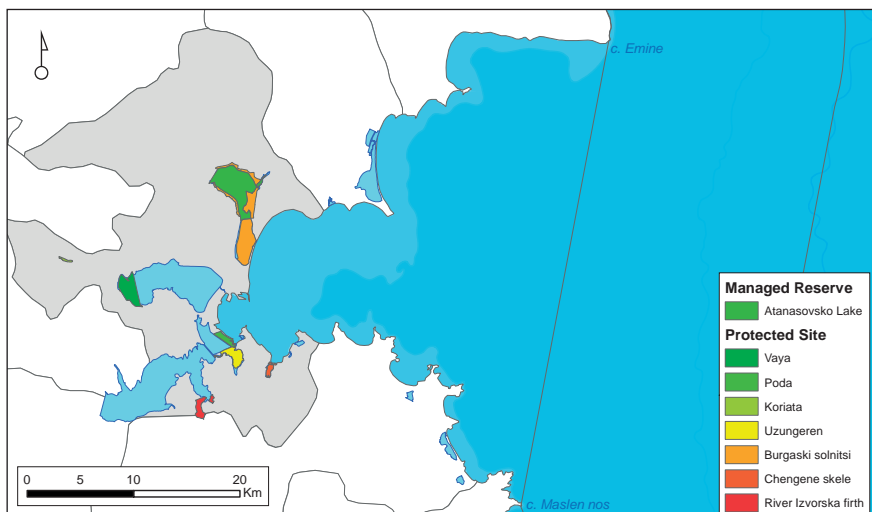 c. Emine
Managed Reserve
Atanasovsko Lake
Protected Site
Vaya
Poda
Koriata
Uzungeren
Burgaski solnitsi
Chengene skele
River Izvorska firth
0 5 10 20
Km
c. Maslen nos